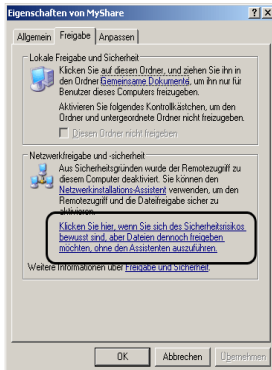 Eigenschaften von MyShare
Allgemein Freigabe Anpassen
Lokale Freigabe und Sicherheit
Klicken Sie auf diesen Ordner, und ziehen Sie ihn in
den Ordner Gemeinsame Dokumente, um ihn nur für
Benutzer dieses Computers freizugeben.
Aktivieren Sie folgendes Kontrollkästchen, um den
Ordner und untergeordnete Ordner nicht freizugeben.
Diesen Ordner nicht freigeben
Netzwerkfreigabe und -sicherheit
Aus Sicherheitsgründen wurde der Remotezugriff zu
diesem Computer deaktiviert. Sie können den
Netzwerkinstallations-Assistent verwenden, um den
Remotezugriff und die Dateifreigabe sicher zu
aktivieren.
Klicken Sie hier, wenn Sie sich des Sicherheitsrisikos
bewusst sind, aber Dateien dennoch freigeben
möchten, ohne den Assistenten auszuführen.
Weitere Informationen über Freigabe und Sicherheit.
OK Abbrechen Übernehmen